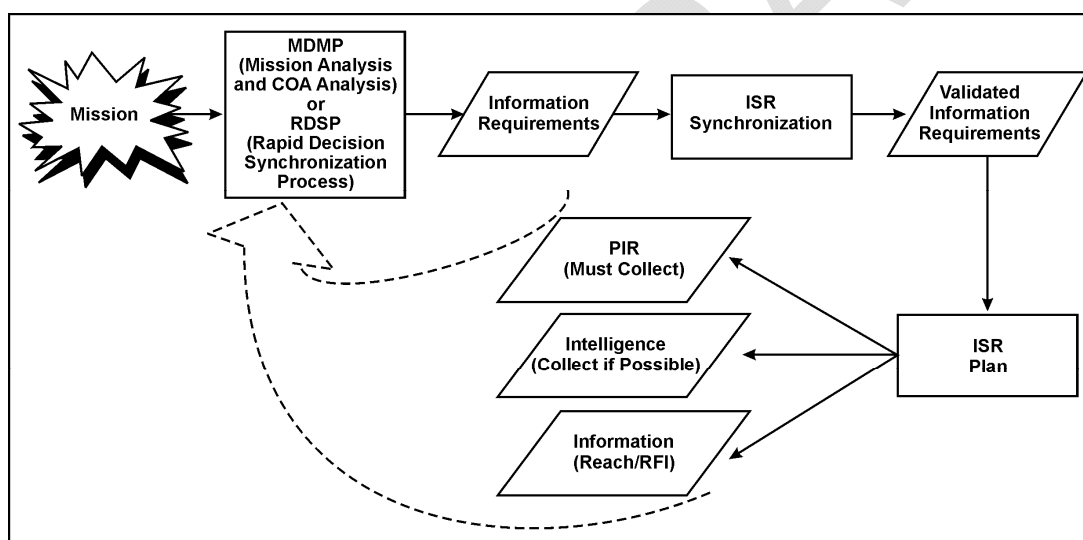 Mission
MDMP
(Mission Analysis
and COA Analysis)
or
RDSP
(Rapid Decision
Synchronization
Process)
Information
Requirements
ISR
Synchronization
Validated
Information
Requirements
PIR
(Must Collect)
Intelligence
(Collect if Possible)
Information
(Reach/RFI)
ISR
Plan